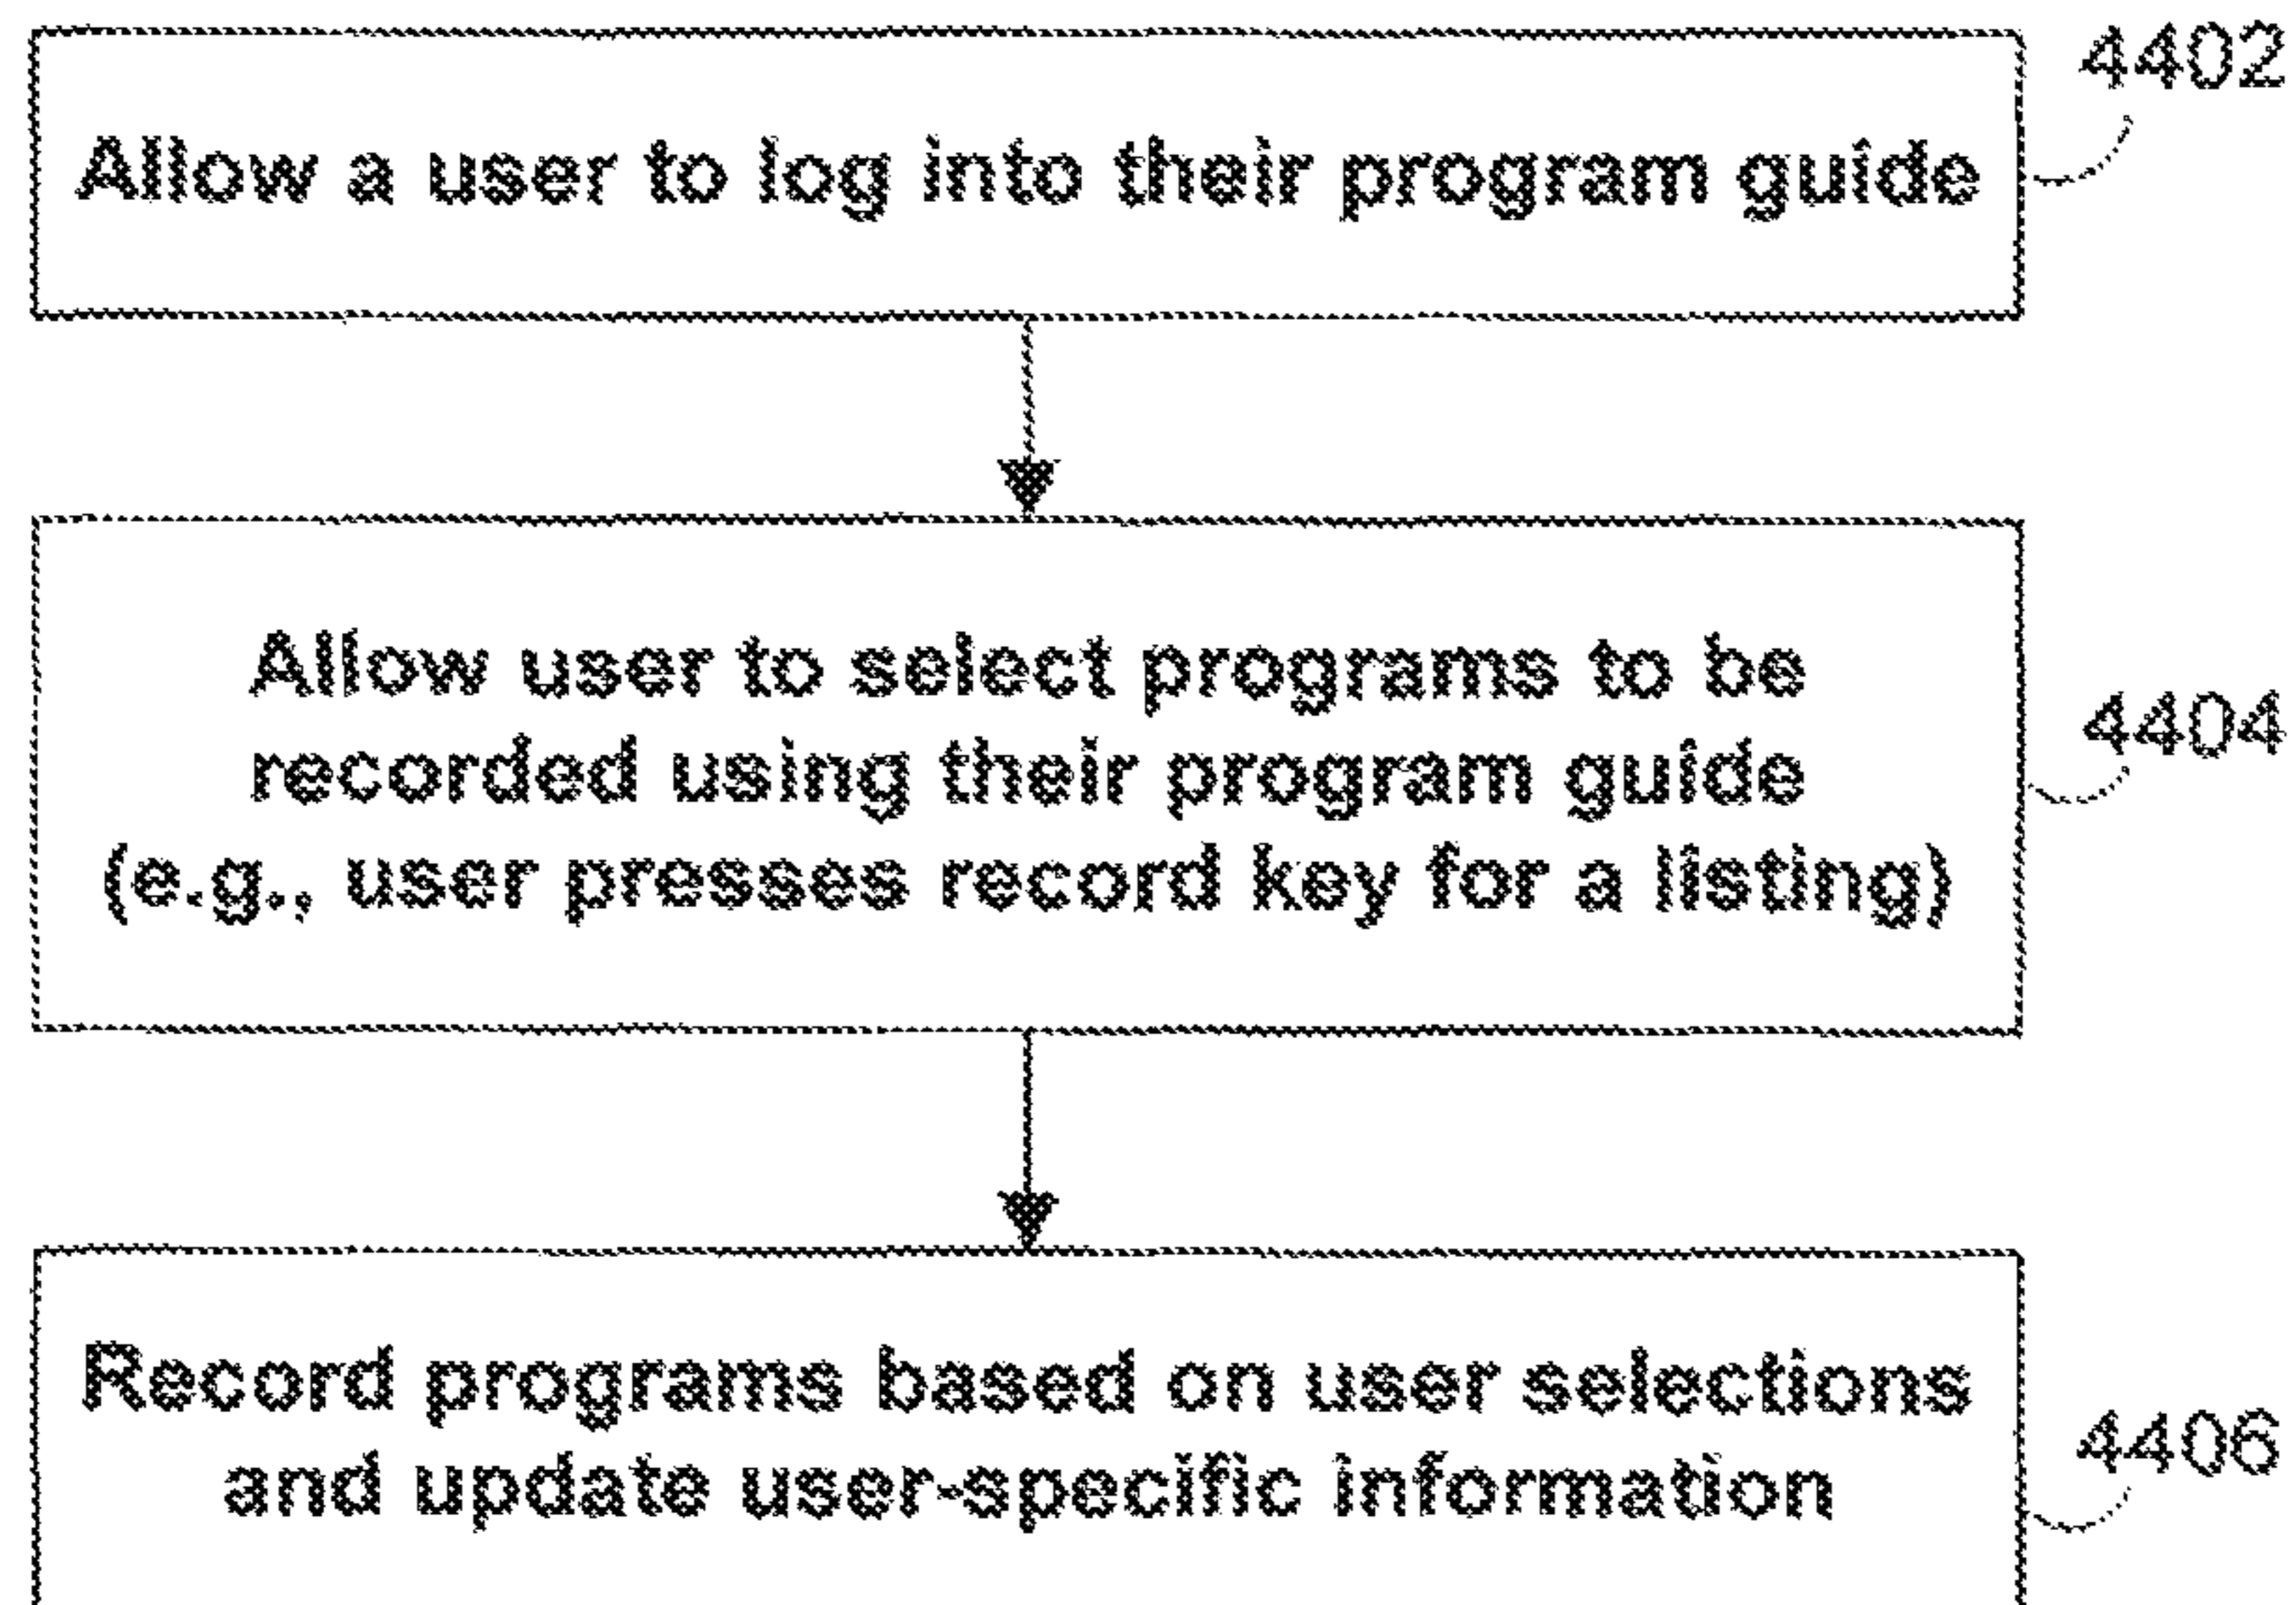 4402
Allow a user to log into their program guide
Allow user to select programs to be
recorded using their program guide
(e.g., user presses record key for a listing)
4404
Record programs based on user selections
and update user-specific information
4406